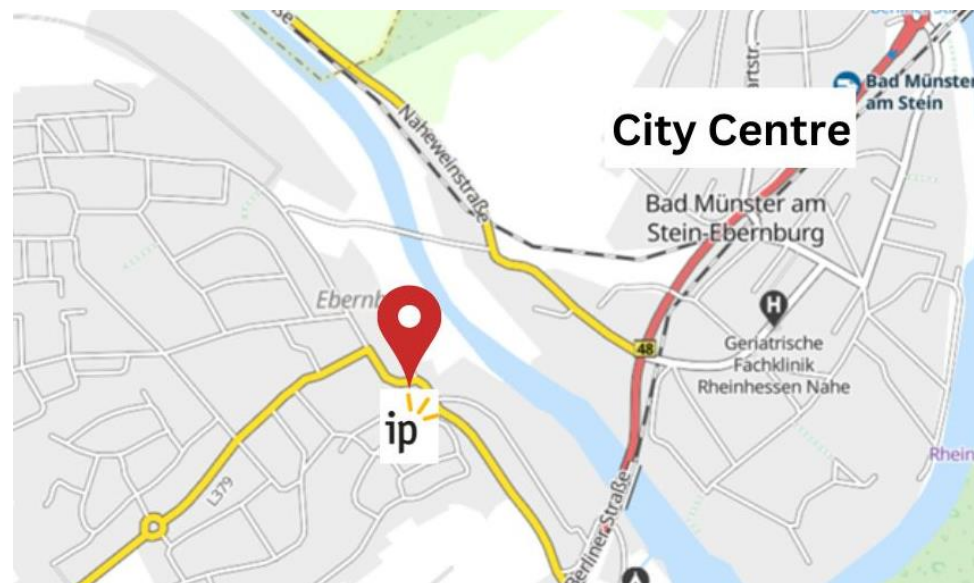 City Centre
Bad Münster
am Stein
Naheweinstraße
Bad Münster am
Stein-Ebernburg
48
H
Geriatrische
Fachklinik
Rheinhessen Nahe
ip
L379
Berliner Straße
Rhein